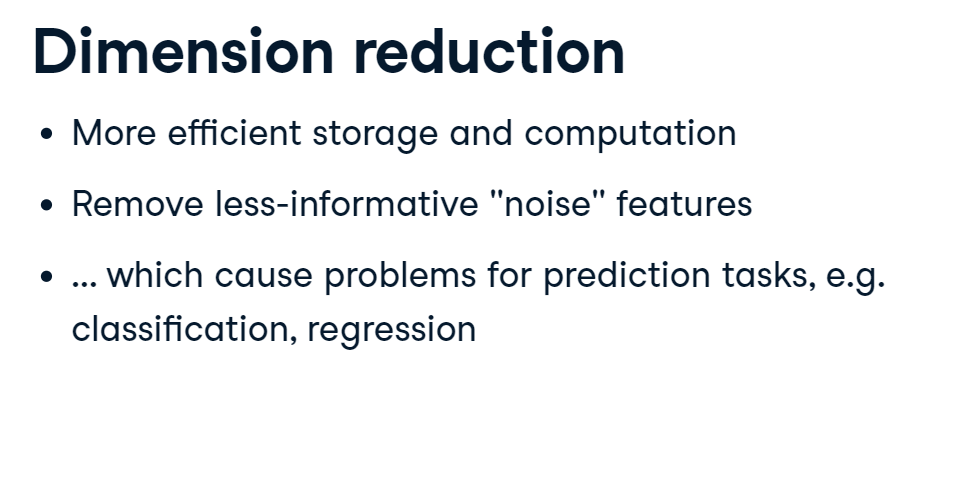 Dimension reduction
• More efficient storage and computation
• Remove less-informative "noise" features
• ... which cause problems for prediction tasks, e.g.
classification, regression